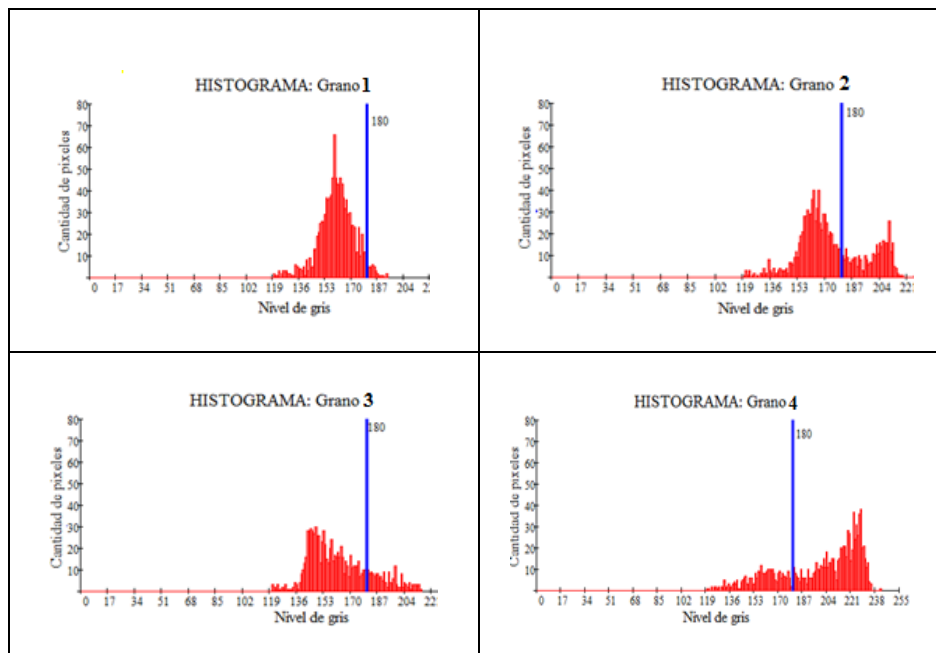 HISTOGRAMA: Grano 1
80
70
60
50
40
30
20
10
Cantidad de pixeles
180
0 17 34 51 68 85 102 119 136 153 170 187 204 2
Nivel de gris
HISTOGRAMA: Grano 2
80
70
60
50
40
30
20
10
Cantidad de pixeles
180
0 17 34 51 68 85 102 119 136 153 170 187 204 221
Nivel de gris
HISTOGRAMA: Grano 3
80
70
60
50
40
30
20
10
Cantidad de pixeles
180
0 17 34 51 68 85 102 119 136 153 170 187 204 22
Nivel de gris
HISTOGRAMA: Grano 4
80
70
60
50
40
30
20
10
Cantidad de pixeles
180
0 17 34 51 68 85 102 119 136 153 170 187 204 221 238 255
Nivel de gris